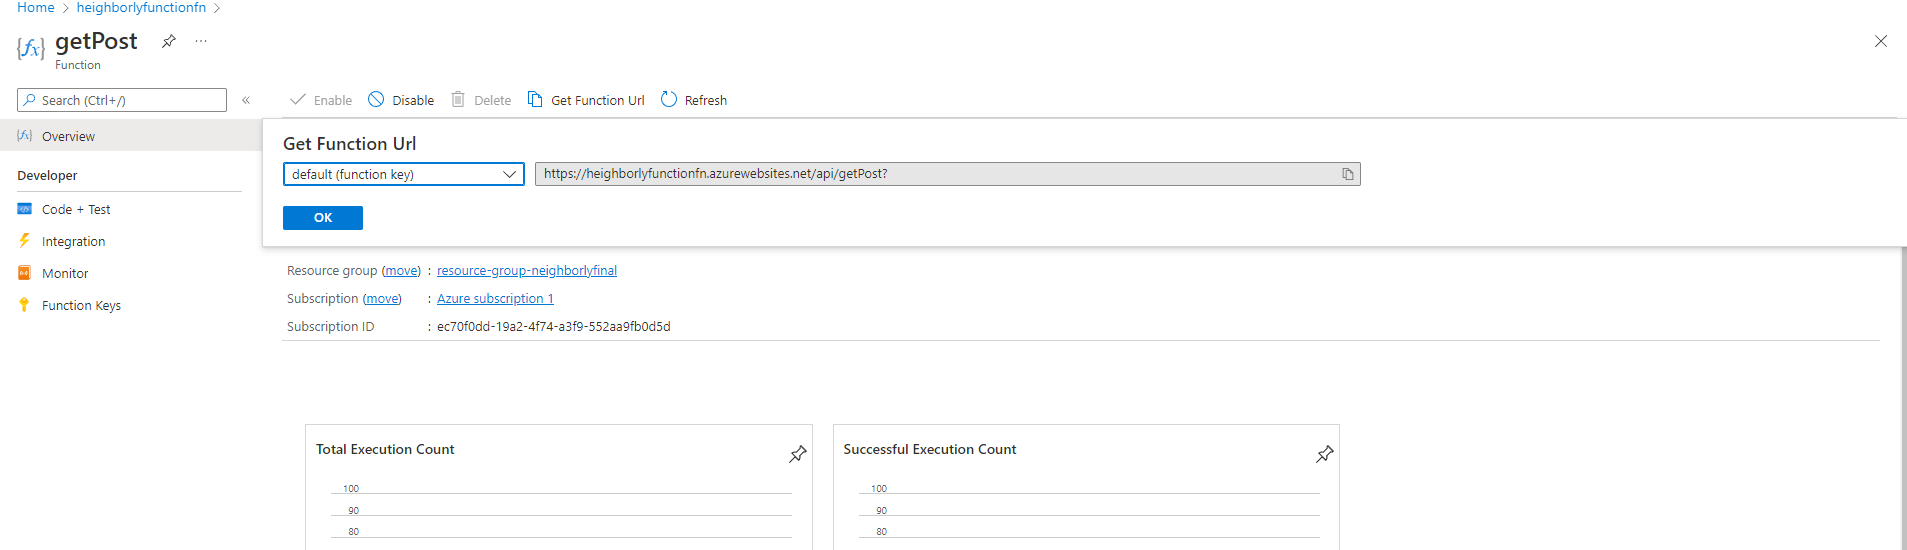 Home > neighborlyfunctionfn >
{fx} getPost ...
Function
Search (Ctrl+/) «
Enable Disable Delete Get Function Url Refresh
Overview
Developer
Code + Test
Integration
Monitor
Function Keys
Get Function Url
default (function key) https://heighborlyfunctionfn.azurewebsites.net/api/getPost?
OK
Resource group (move) : resource-group-neighborlyfinal
Subscription (move) : Azure subscription 1
Subscription ID : ec70f0dd-19a2-4f74-a3f9-552aa9fb0d5d
Total Execution Count
100
90
80
Successful Execution Count
100
90
80